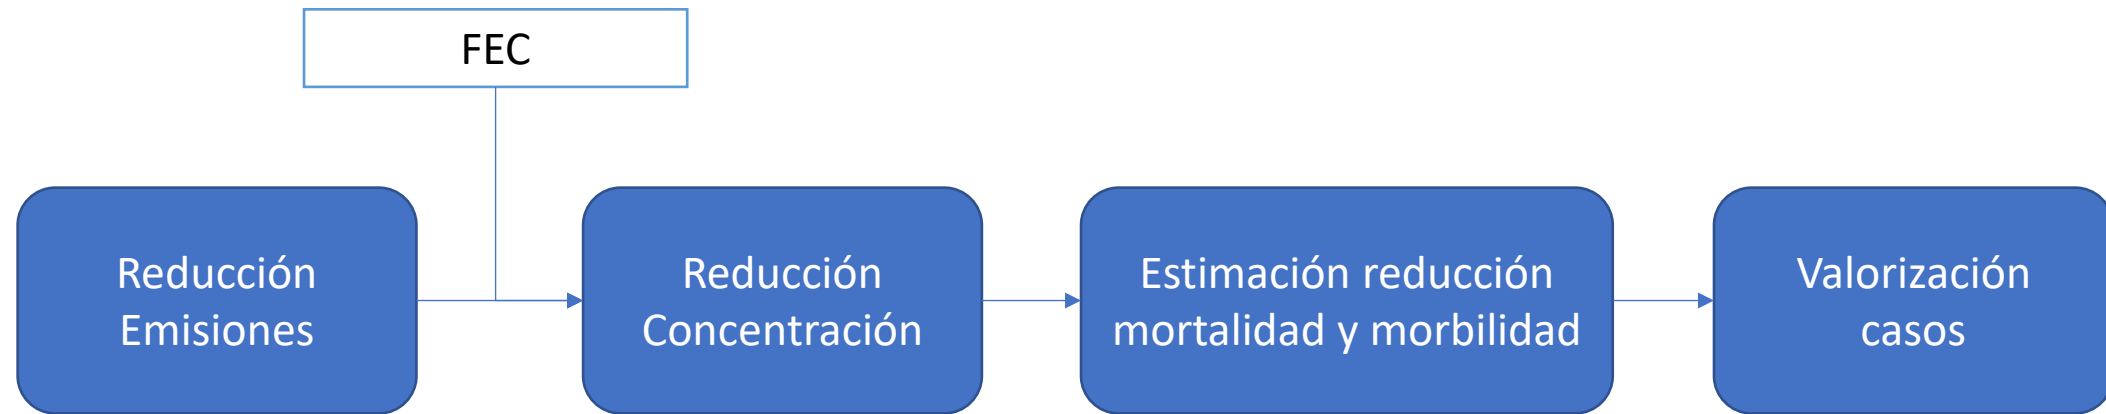 FEC
Reducción
Emisiones
Reducción
Concentración
Estimación reducción
mortalidad y morbilidad
Valorización
casos